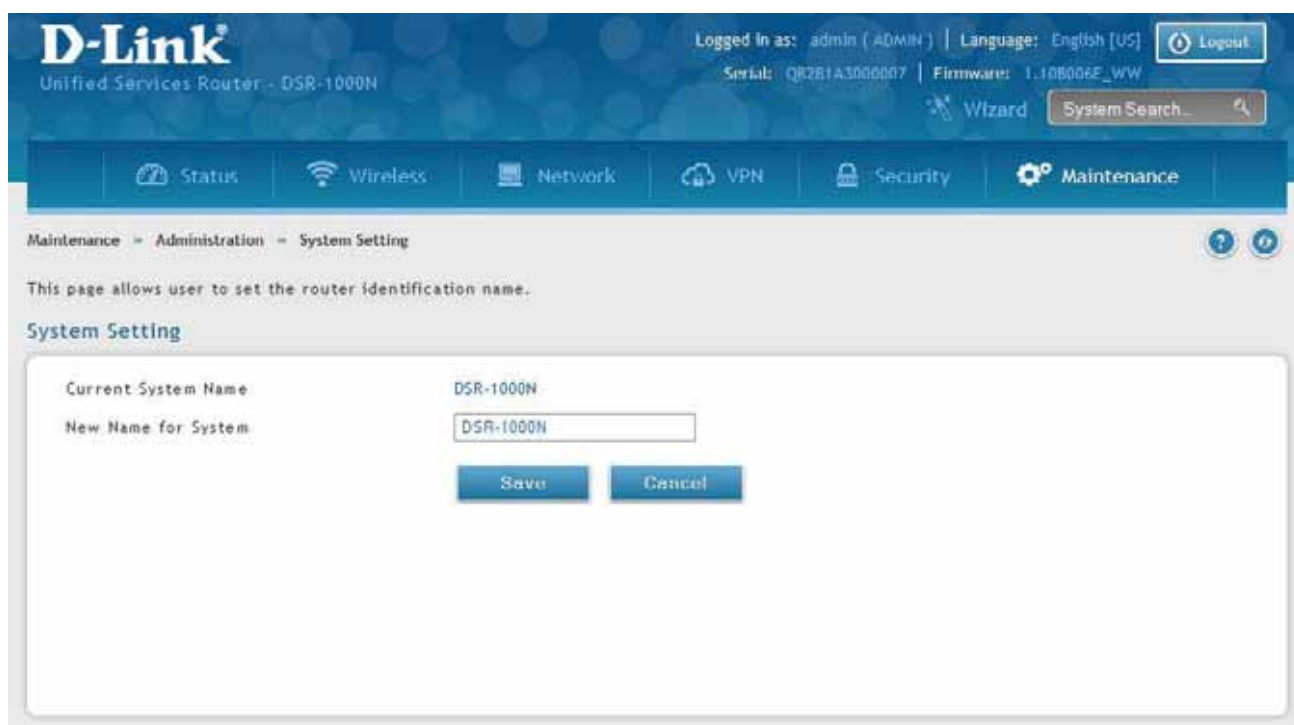 D-Link
Unified Services Router - DSR-1000N
Logged in as: admin ( ADMIN ) | Language: English [US]
Logout
Serial: QB2B1A3000007 | Firmware: 1.10B006E_WW
Wizard
System Search...
Status
Wireless
Network
VPN
Security
Maintenance
Maintenance » Administration » System Setting
This page allows user to set the router identification name.
System Setting
Current System Name
DSR-1000N
New Name for System
DSR-1000N
Save
Cancel